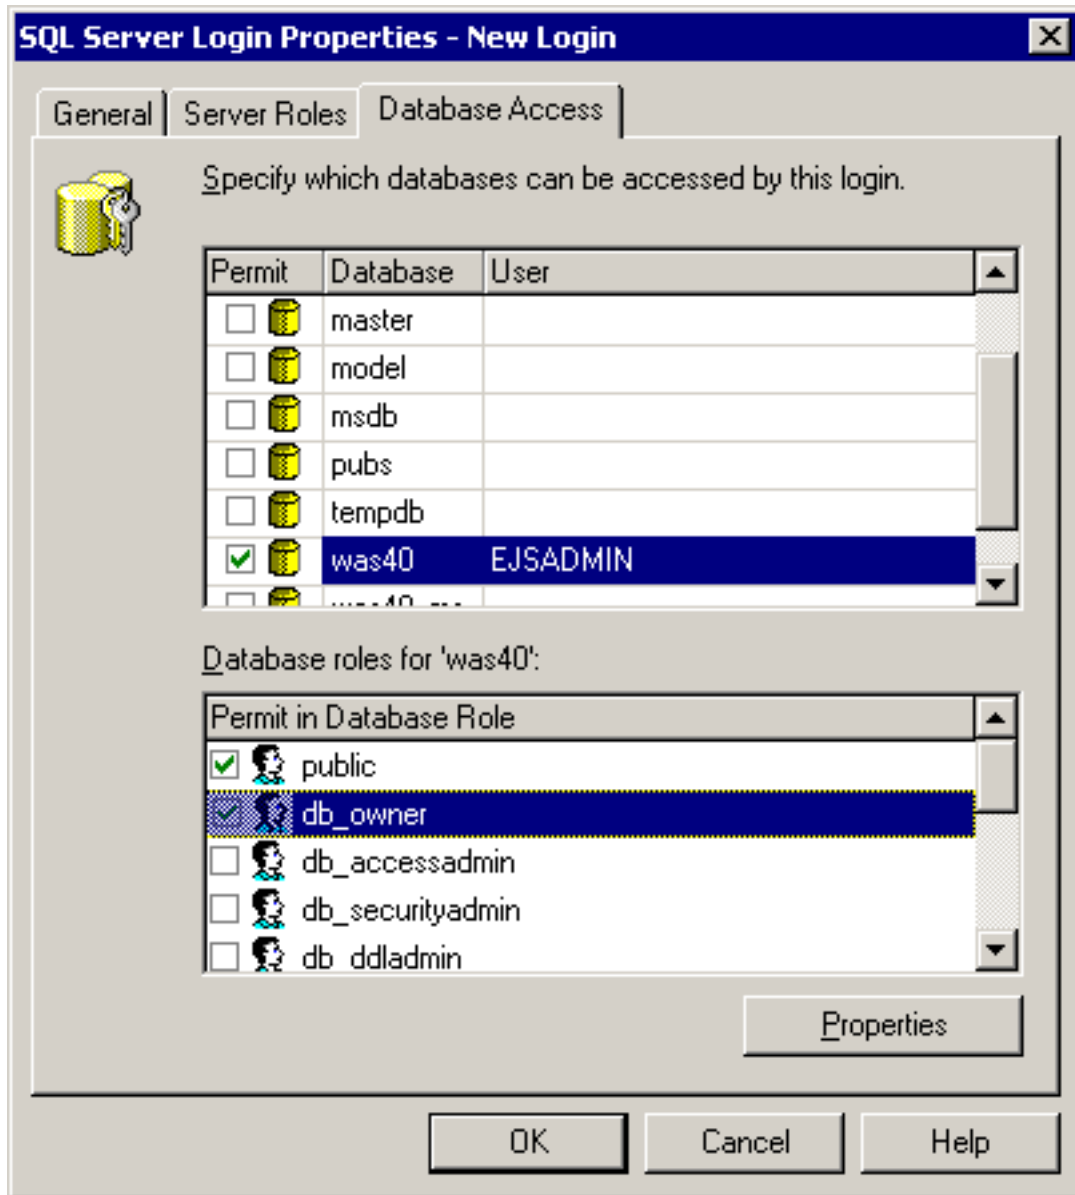 SQL Server Login Properties - New Login
General Server Roles Database Access
Specify which databases can be accessed by this login.
Permit Database User
master
model
msdb
pubs
tempdb
was40 EJSADMIN
Database roles for 'was40':
Permit in Database Role
public
db_owner
db_accessadmin
db_securityadmin
db_ddladmin
Properties
OK Cancel Help